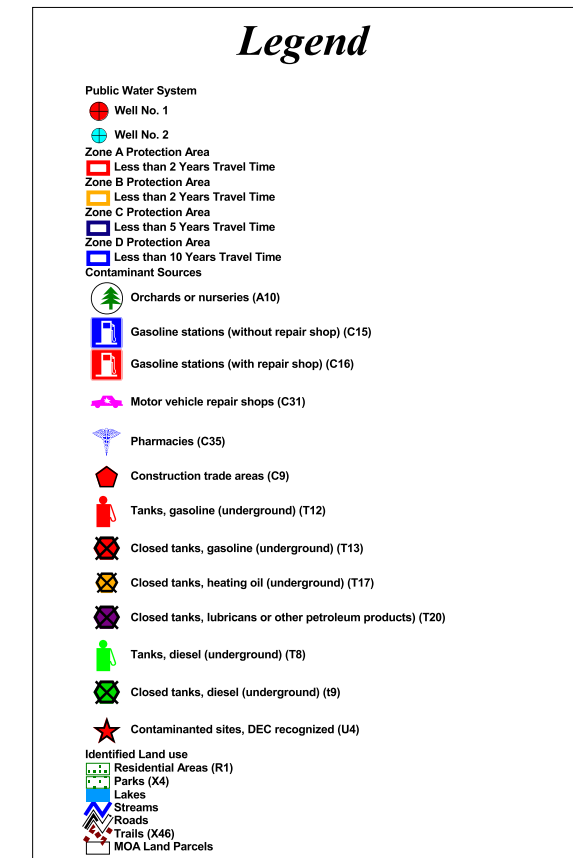 Legend
Public Water System
Well No. 1
Well No. 2
Zone A Protection Area
Less than 2 Years Travel Time
Zone B Protection Area
Less than 2 Years Travel Time
Zone C Protection Area
Less than 5 Years Travel Time
Zone D Protection Area
Less than 10 Years Travel Time
Contaminant Sources
Orchards or nurseries (A10)
Gasoline stations (without repair shop) (C15)
Gasoline stations (with repair shop) (C16)
Motor vehicle repair shops (C31)
Pharmacies (C35)
Construction trade areas (C9)
Tanks, gasoline (underground) (T12)
Closed tanks, gasoline (underground) (T13)
Closed tanks, heating oil (underground) (T17)
Closed tanks, lubricans or other petroleum products) (T20)
Tanks, diesel (underground) (T8)
Closed tanks, diesel (underground) (t9)
Contaminanted sites, DEC recognized (U4)
Identified Land use
Residential Areas (R1)
Parks (X4)
Lakes
Streams
Roads
Trails (X46)
MOA Land Parcels